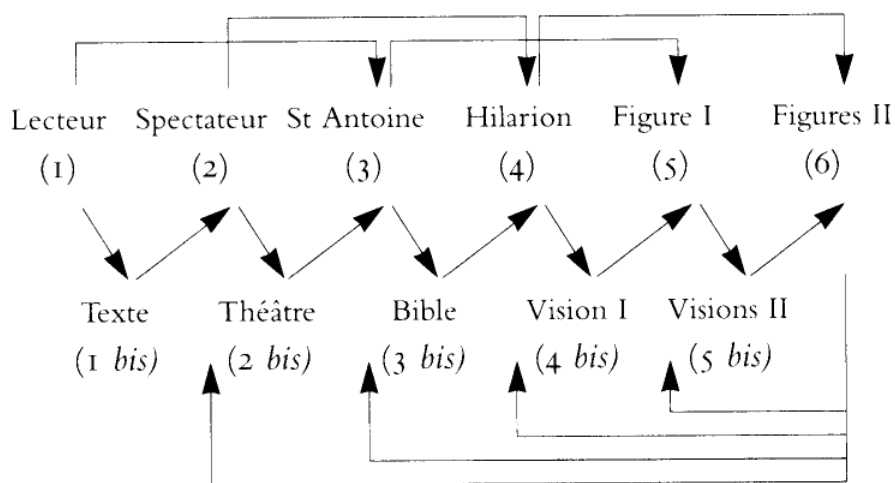 Lecteur Spectateur St Antoine Hilarion Figure I Figures II
(1) (2) (3) (4) (5) (6)
Texte Théâtre Bible Vision I Visions II
(1 bis) (2 bis) (3 bis) (4 bis) (5 bis)